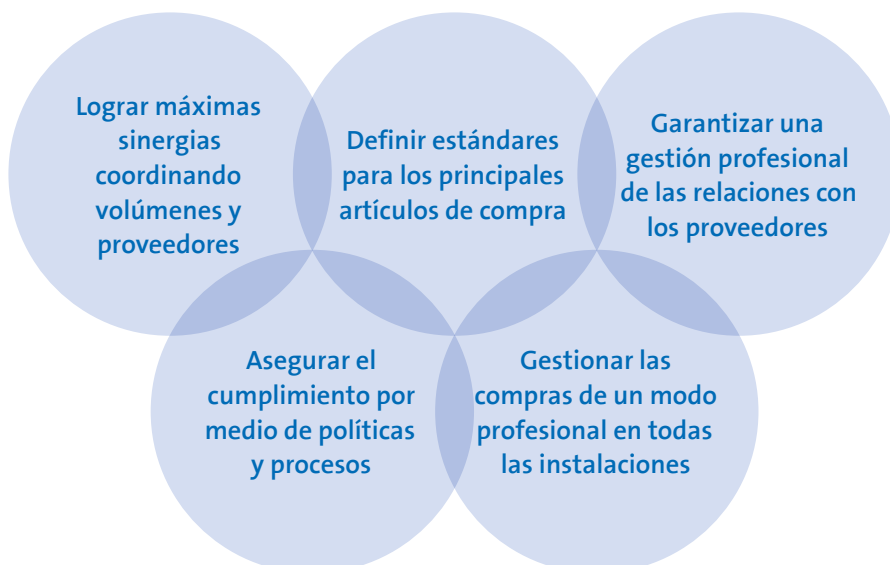 Lograr máximas
sinergias
coordinando
volúmenes y
proveedores
Definir estándares
para los principales
artículos de compra
Garantizar una
gestión profesional
de las relaciones con
los proveedores
Asegurar el
cumplimiento por
medio de políticas
y procesos
Gestionar las
compras de un modo
profesional en todas
las instalaciones